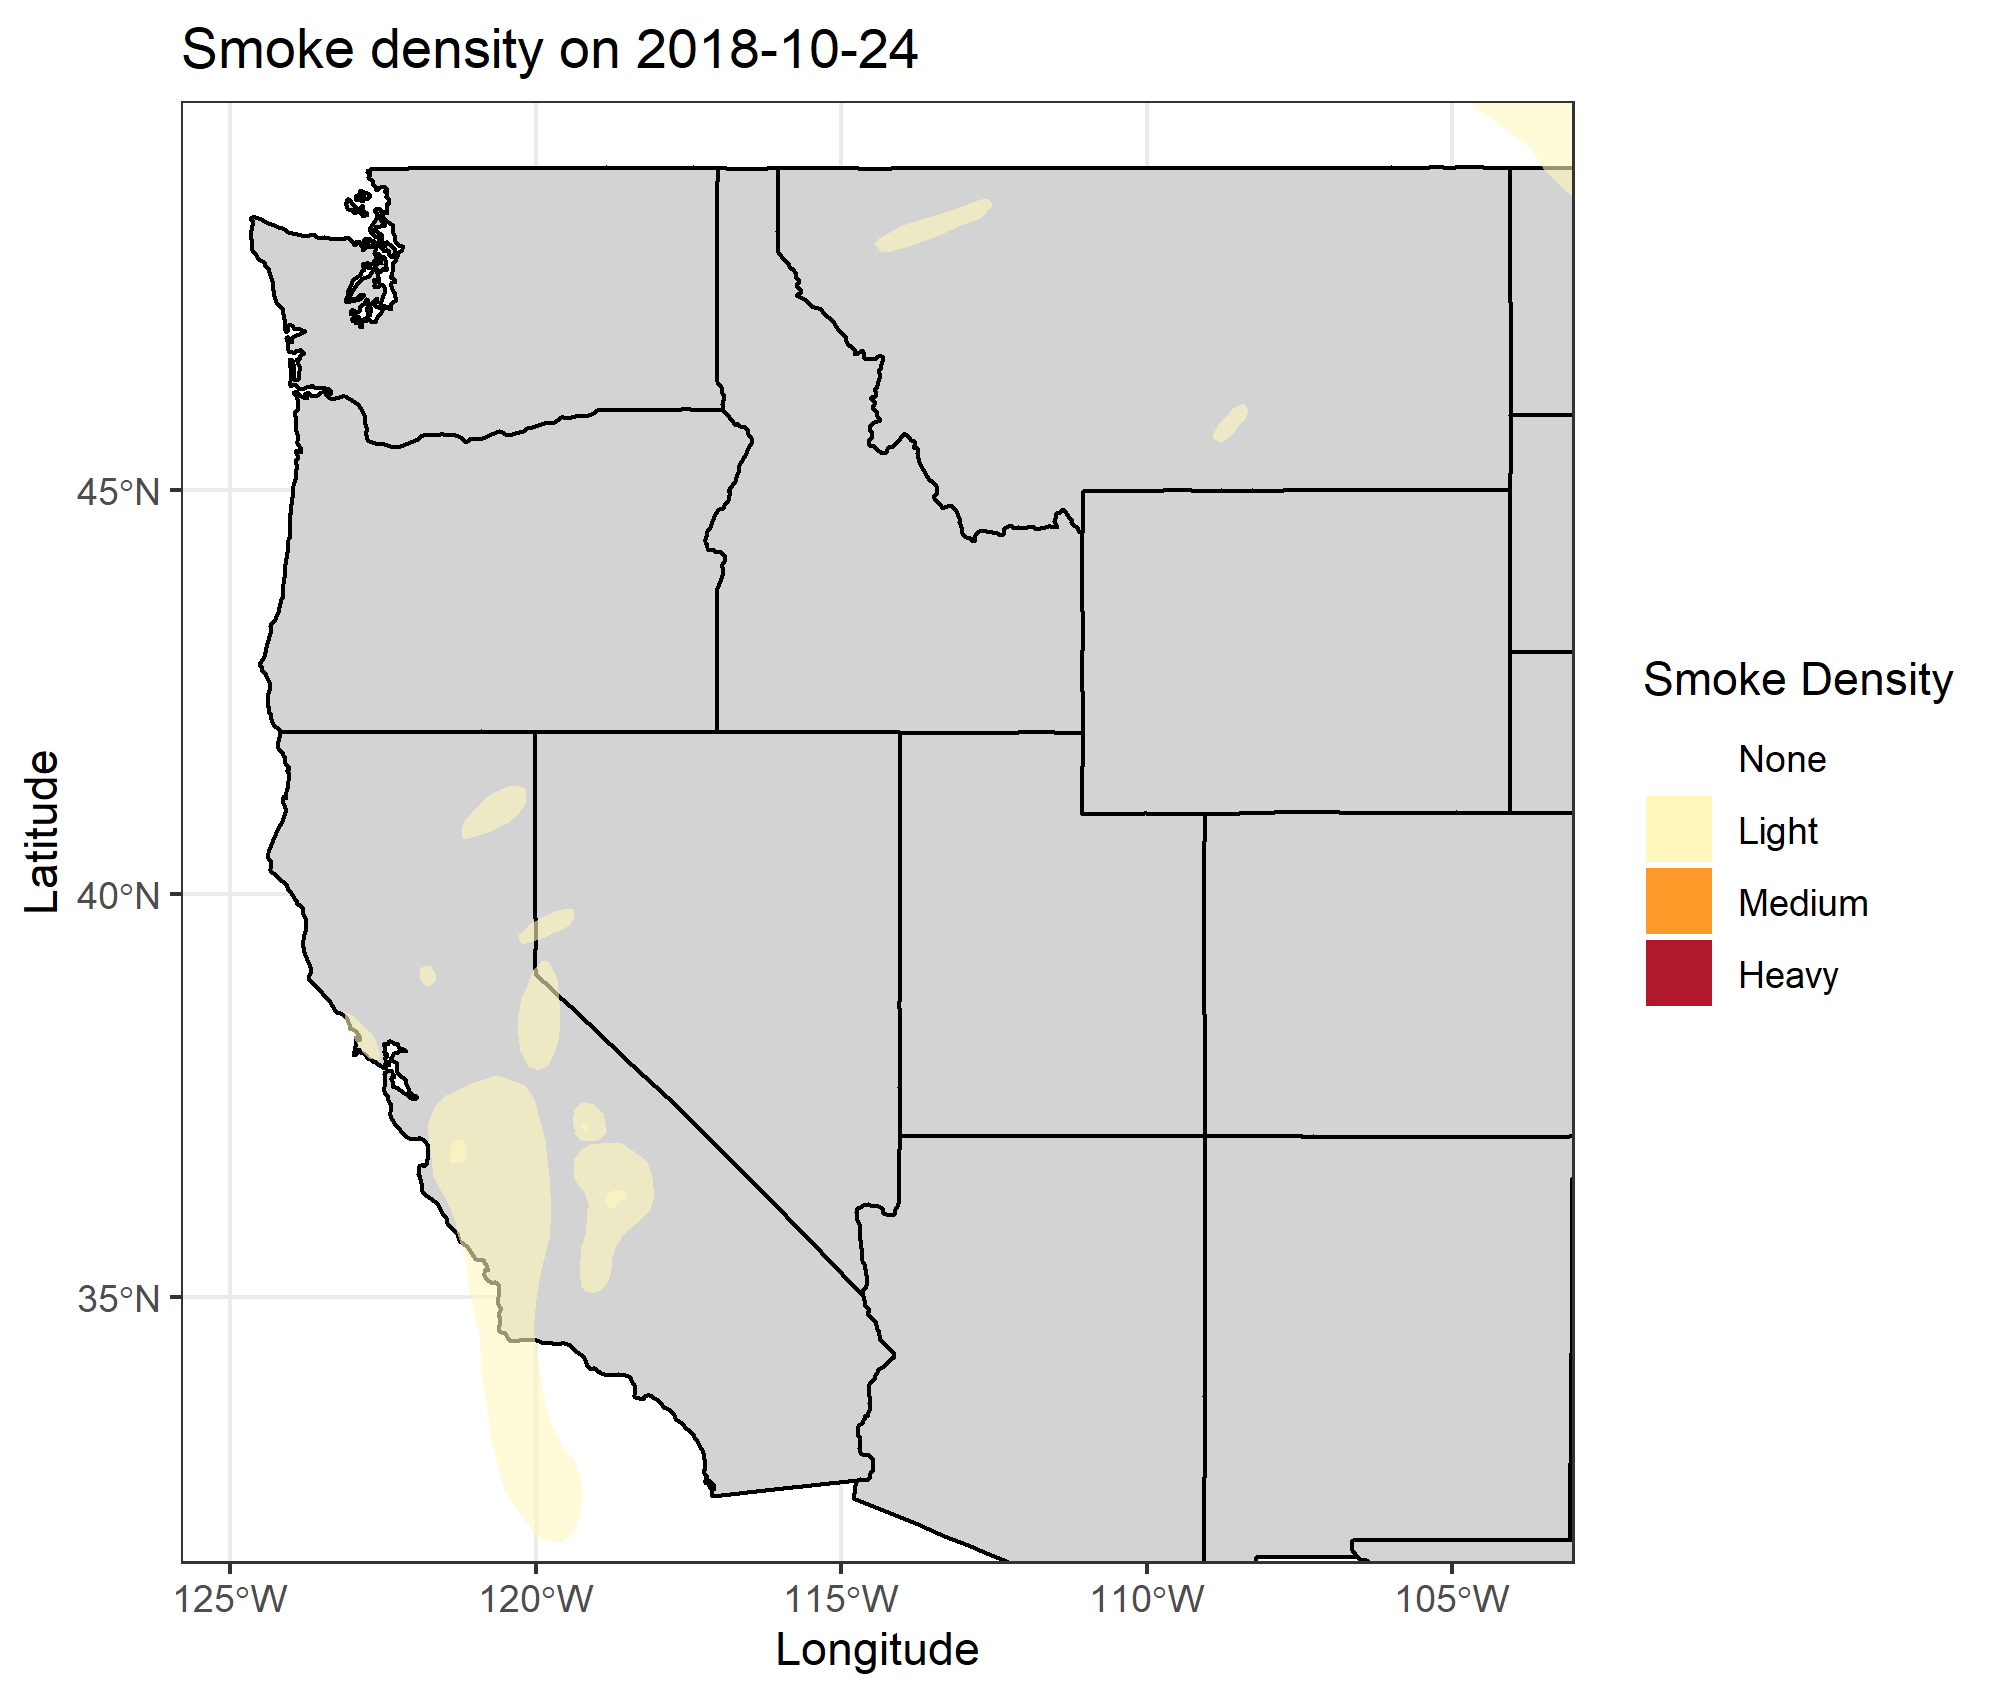 Smoke density on 2018-10-24
45°N
40°N
35°N
Latitude
125°W
120°W
115°W
110°W
105°W
Longitude
Smoke Density
None
Light
Medium
Heavy